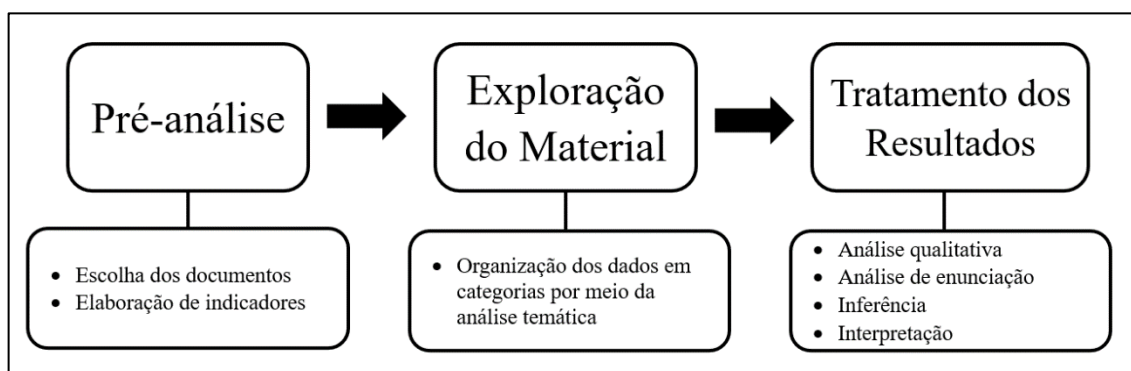 Pré-análise
• Escolha dos documentos
• Elaboração de indicadores
Exploração
do Material
• Organização dos dados em
categorias por meio da
análise temática
Tratamento dos
Resultados
• Análise qualitativa
• Análise de enunciação
• Inferência
• Interpretação